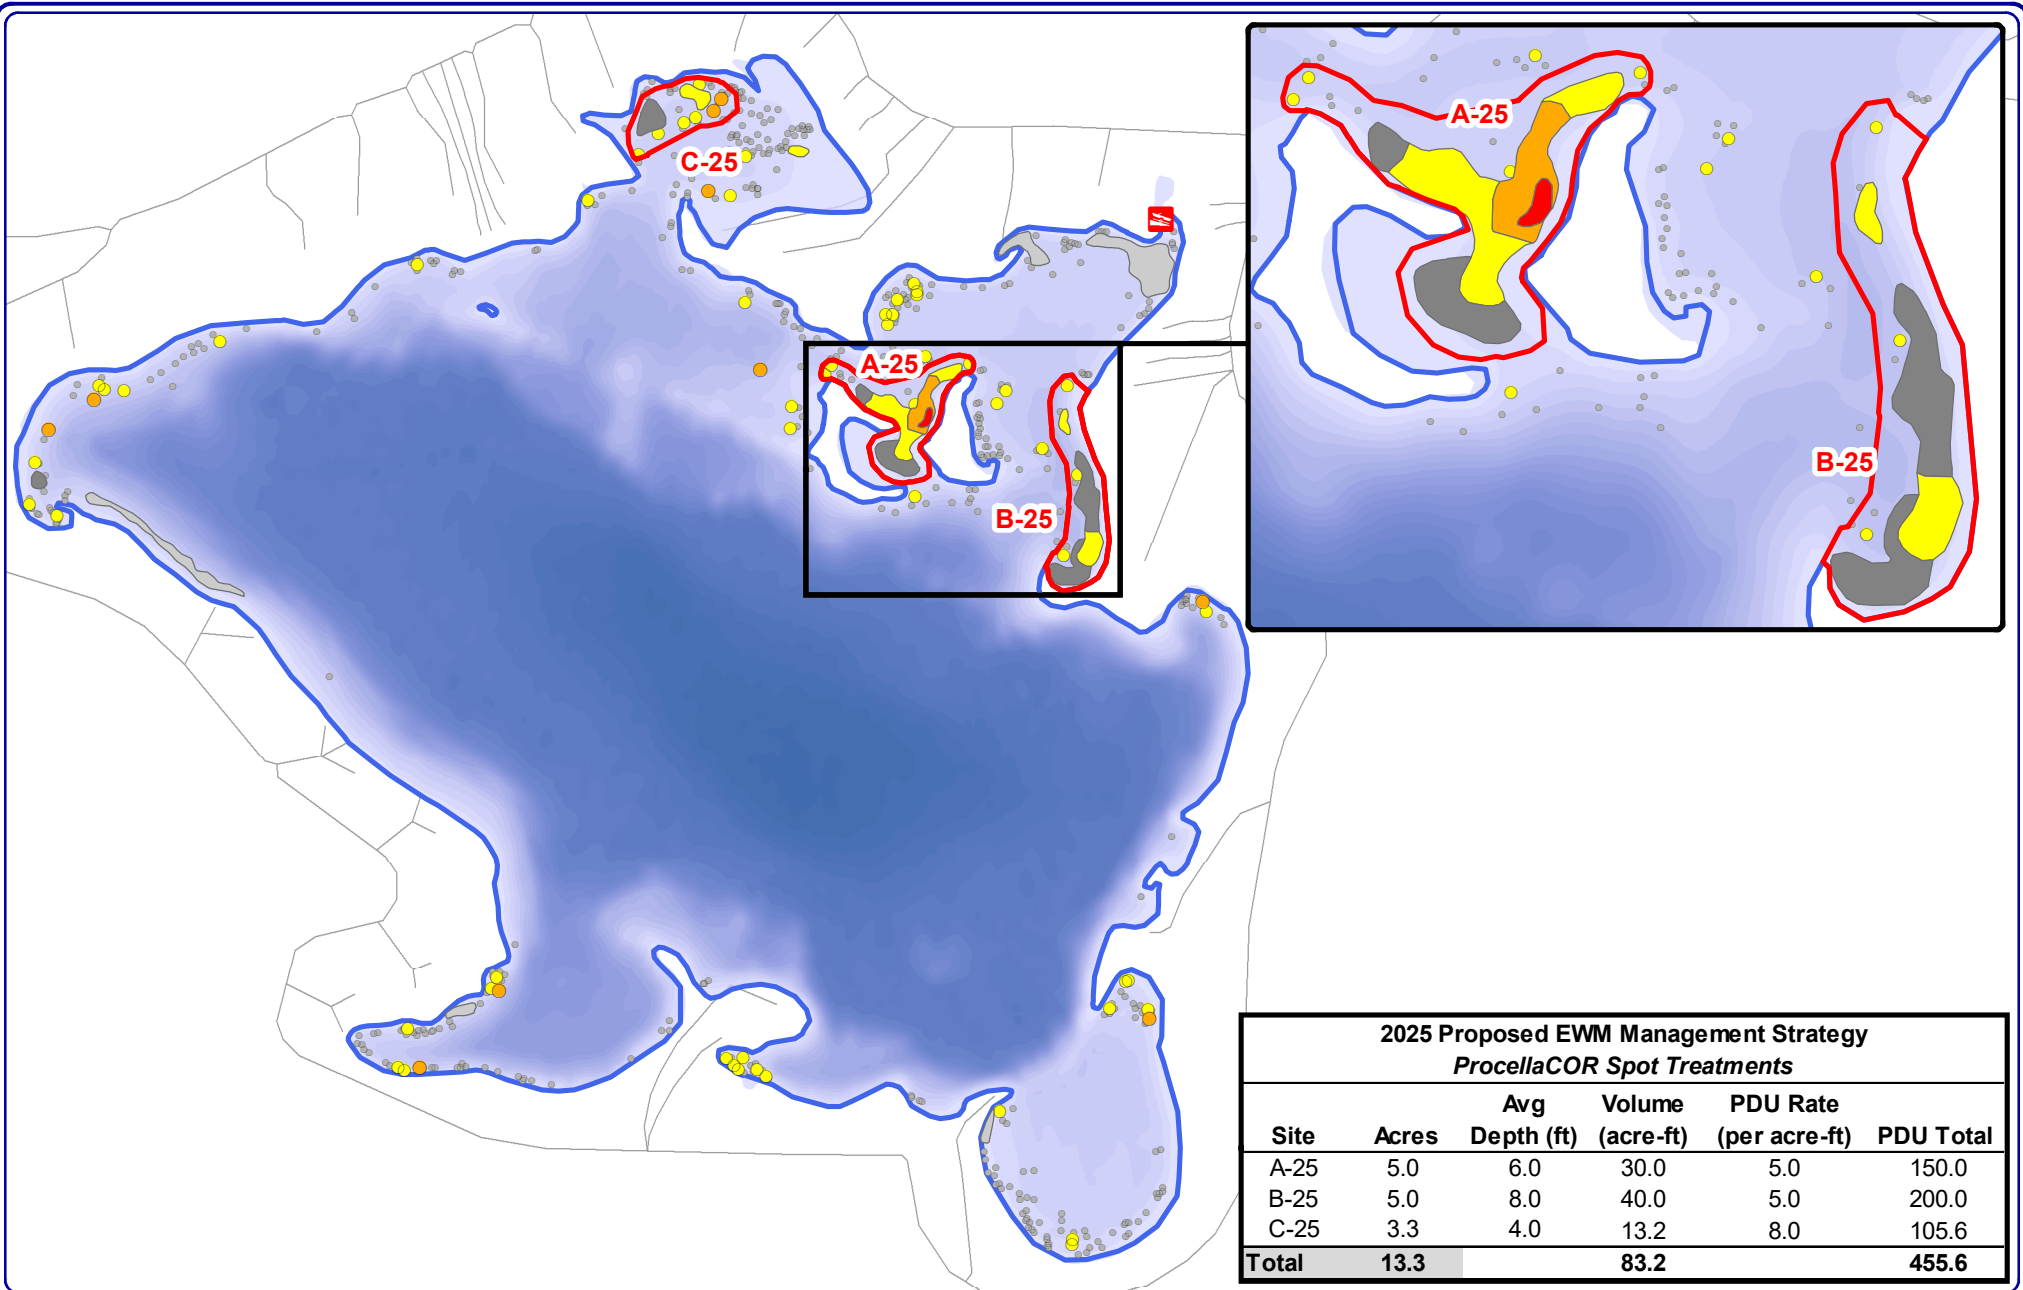 C-25
A-25
B-25
A-25
B-25
2025 Proposed EWM Management Strategy
ProcellaCOR Spot Treatments
Site Acres Avg Depth (ft) Volume (acre-ft) PDU Rate (per acre-ft) PDU Total
A-25 5.0 6.0 30.0 5.0 150.0
B-25 5.0 8.0 40.0 5.0 200.0
C-25 3.3 4.0 13.2 8.0 105.6
Total 13.3 83.2 455.6